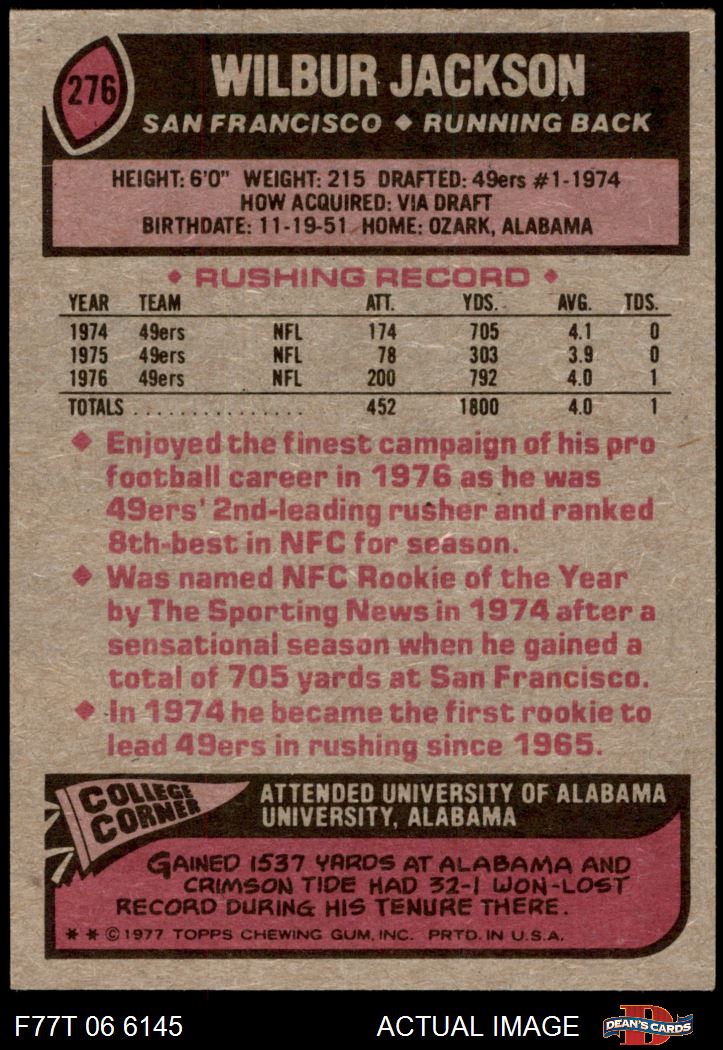 276
WILBUR JACKSON
SAN FRANCISCO ◆ RUNNING BACK
HEIGHT: 6'0" WEIGHT: 215 DRAFTED: 49ers #1-1974
HOW ACQUIRED: VIA DRAFT
BIRTHDATE: 11-19-51 HOME: OZARK, ALABAMA
◆ RUSHING RECORD ◆
YEAR TEAM ATT. YDS. AVG. TDS.
1974 49ers NFL 174 705 4.1 0
1975 49ers NFL 78 303 3.9 0
1976 49ers NFL 200 792 4.0 1
TOTALS ................ 452 1800 4.0 1
◆ Enjoyed the finest campaign of his pro
football career in 1976 as he was
49ers' 2nd-leading rusher and ranked
8th-best in NFC for season.
◆ Was named NFC Rookie of the Year
by The Sporting News in 1974 after a
sensational season when he gained a
total of 705 yards at San Francisco.
◆ In 1974 he became the first rookie to
lead 49ers in rushing since 1965.
COLLEGE
CORNER
ATTENDED UNIVERSITY OF ALABAMA
UNIVERSITY, ALABAMA
GAINED 1537 YARDS AT ALABAMA AND
CRIMSON TIDE HAD 32-1 WON-LOST
RECORD DURING HIS TENURE THERE.
* * © 1977 TOPPS CHEWING GUM, INC. PRTD. IN U.S.A.
F77T 06 6145 ACTUAL IMAGE
D
DEAN'S CARDS